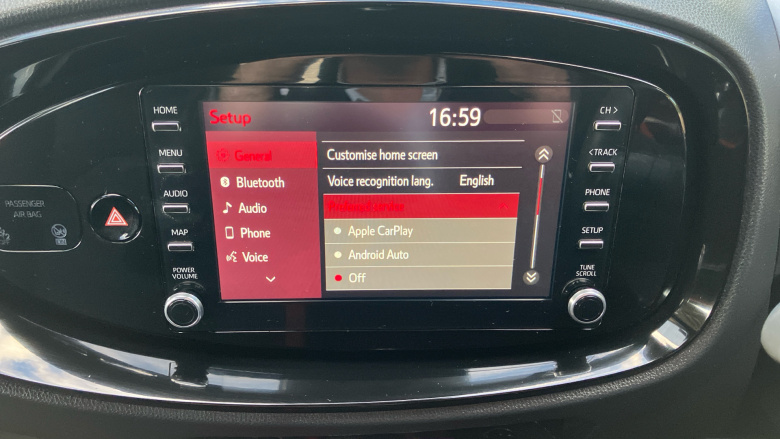 HOME
MENU
AUDIO
MAP
POWER
VOLUME
PASSENGER
AIR BAG
Setup
16:59
General
Bluetooth
Audio
Phone
Voice
Customise home screen
Voice recognition lang. English
Apple CarPlay
Android Auto
Off
CH >
< TRACK
PHONE
SETUP
TUNE
SCROLL